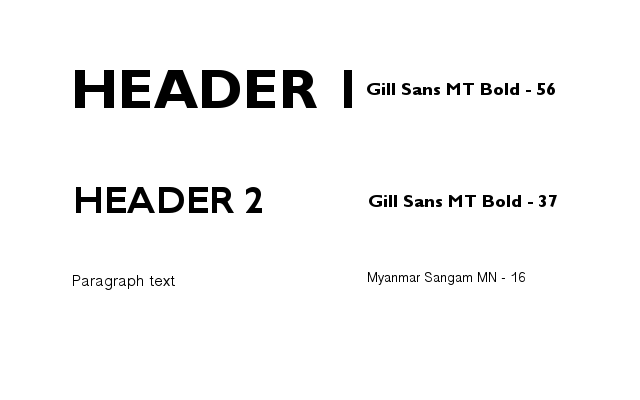 HEADER 1 Gill Sans MT Bold - 56
HEADER 2 Gill Sans MT Bold - 37
Paragraph text Myanmar Sangam MN - 16